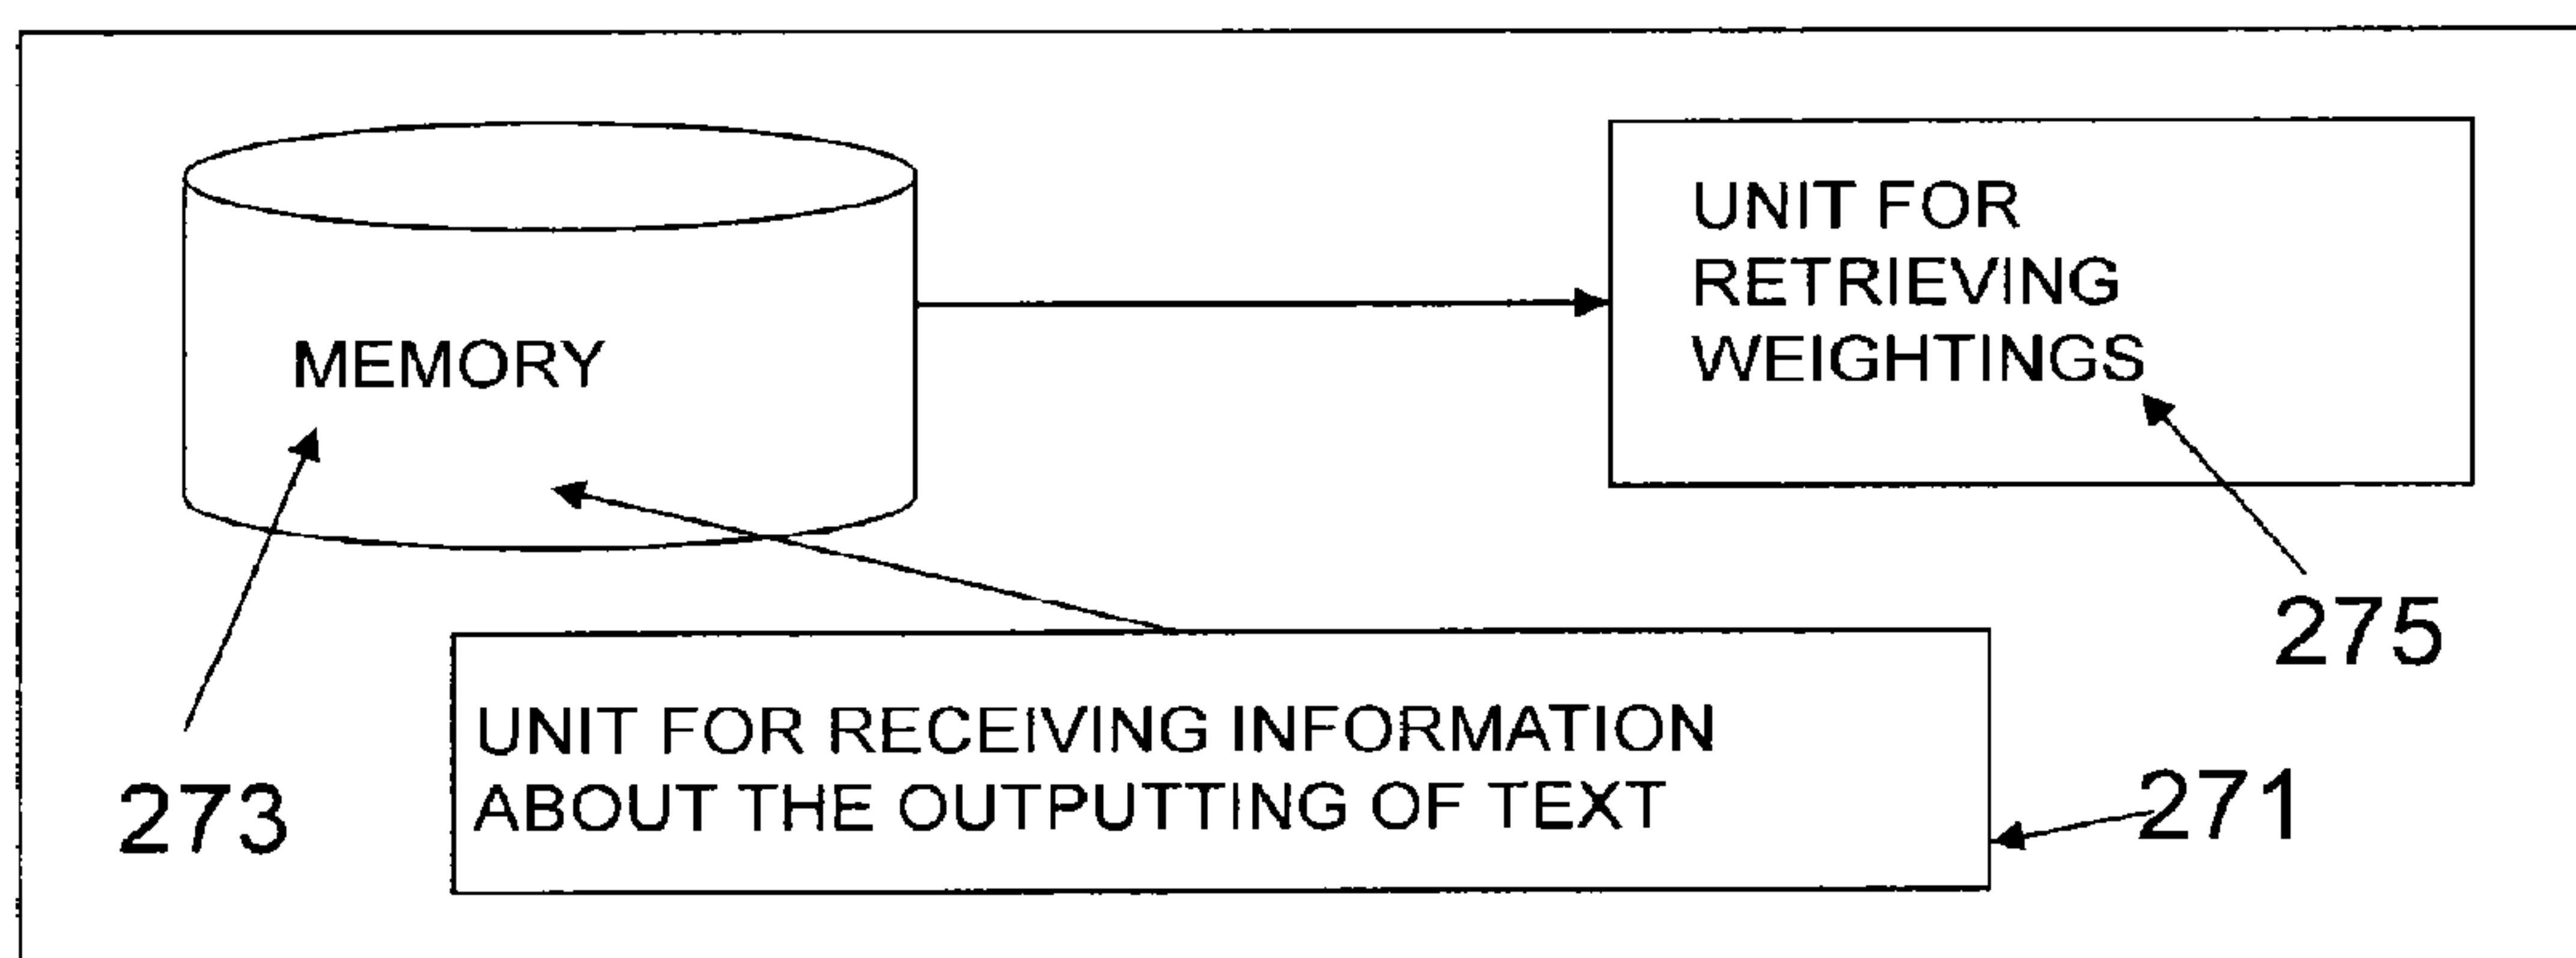 MEMORY
UNIT FOR
RETRIEVING
WEIGHTINGS
275
UNIT FOR RECEIVING INFORMATION
ABOUT THE OUTPUTTING OF TEXT
273
271